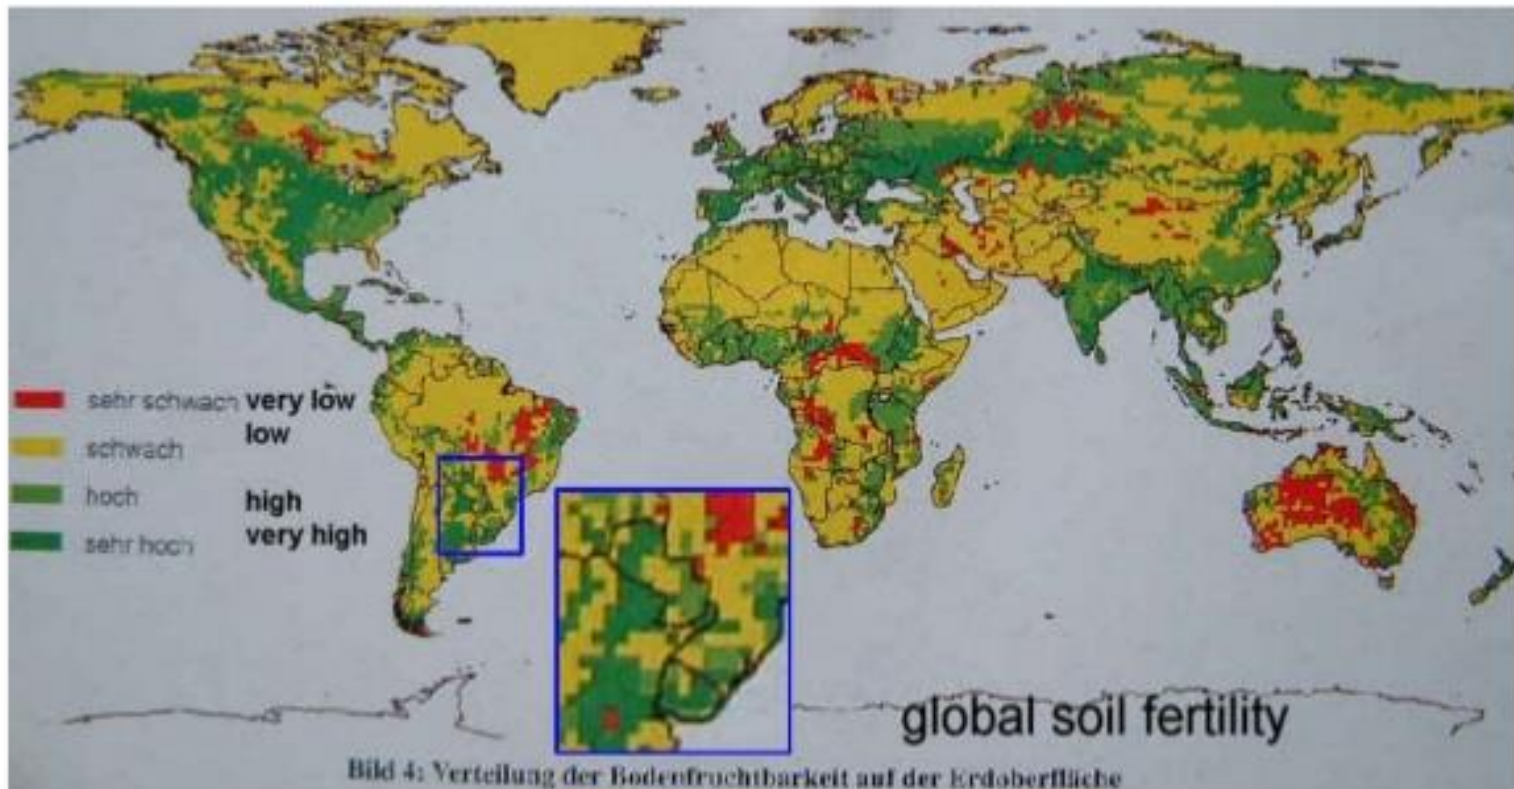 sehr schwach very low
schwach low
hoch high
sehr hoch very high
global soil fertility
Bild 4: Verteilung der Bodenfruchtbarkeit auf der Erdoberfläche